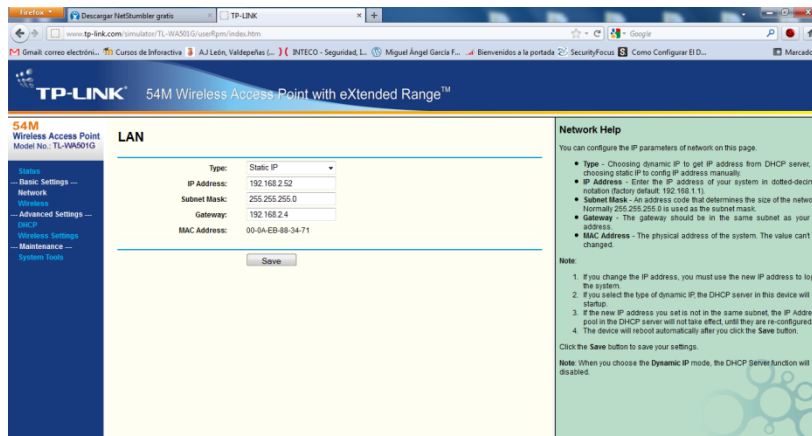 Firefox
Descargar NetStumbler gratis
TP-LINK
www.tp-link.com/simulator/TL-WA501G/userRpm/index.htm
Google
Gmail: correo electróni...
Cursos de Inforactiva
A.J León, Valdepeñas (...
INTECO - Seguridad, I...
Miguel Ángel García F...
Bienvenidos a la portada
SecurityFocus
Como Configurar El D...
Marcado
TP-LINK
54M Wireless Access Point with eXtended Range™
54M
Wireless Access Point
Model No.: TL-WA501G
Status
--- Basic Settings ---
Network
Wireless
--- Advanced Settings ---
DHCP
Wireless Settings
--- Maintenance ---
System Tools
LAN
Type: Static IP
IP Address: 192.168.2.52
Subnet Mask: 255.255.255.0
Gateway: 192.168.2.4
MAC Address: 00-0A-EB-88-34-71
Save
Network Help
You can configure the IP parameters of network on this page.
Type - Choosing dynamic IP to get IP address from DHCP server,
choosing static IP to config IP address manually.
IP Address - Enter the IP address of your system in dotted-decim
notation (factory default: 192.168.1.1).
Subnet Mask - An address code that determines the size of the netwo
Normally 255.255.255.0 is used as the subnet mask.
Gateway - The gateway should be in the same subnet as your
address.
MAC Address - The physical address of the system. The value can't
changed.
Note:
1. If you change the IP address, you must use the new IP address to log
the system.
2. If you select the type of dynamic IP, the DHCP server in this device will
startup.
3. If the new IP address you set is not in the same subnet, the IP Addre
pool in the DHCP server will not take effect, until they are re-configured.
4. The device will reboot automatically after you click the Save button.
Click the Save button to save your settings.
Note: When you choose the Dynamic IP mode, the DHCP Server function will
disabled.